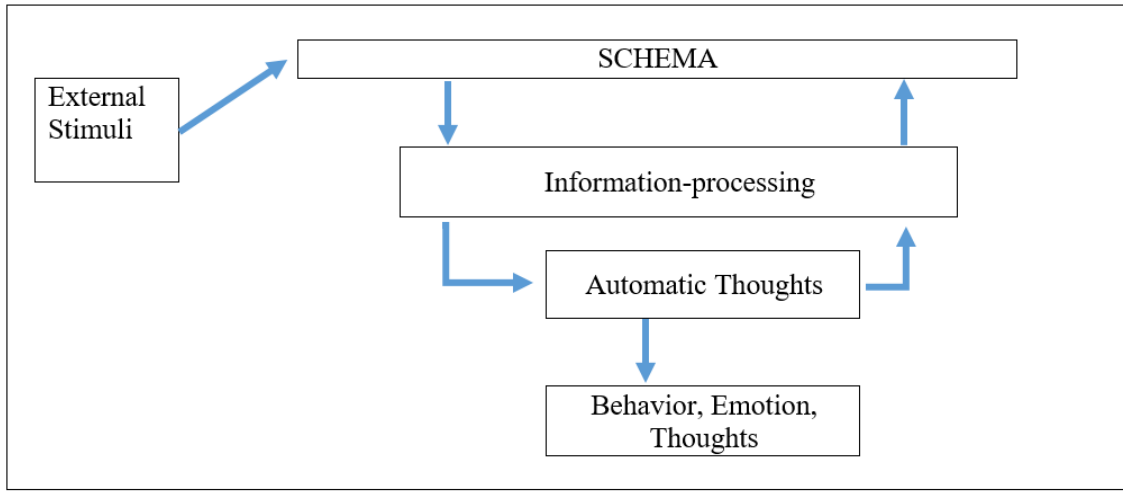 SCHEMA
External
Stimuli
Information-processing
Automatic Thoughts
Behavior, Emotion,
Thoughts